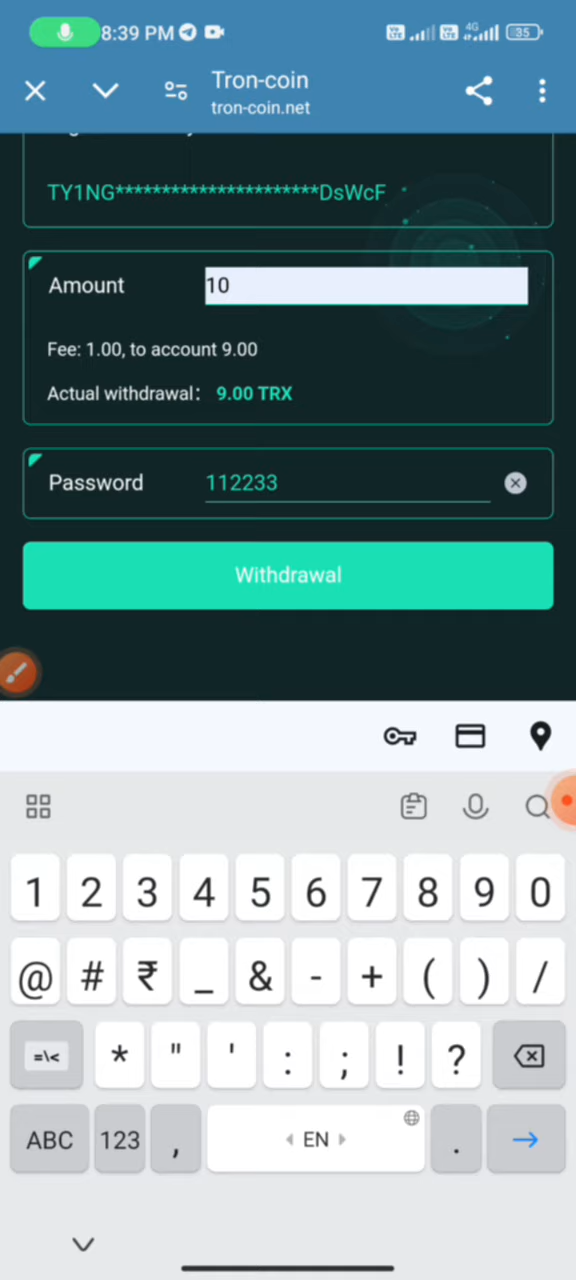 8:39 PM
4G
35
Tron-coin
tron-coin.net
TY1NG**********************DsWcF
Amount 10
Fee: 1.00, to account 9.00
Actual withdrawal: 9.00 TRX
Password 112233
Withdrawal
1 2 3 4 5 6 7 8 9 0
@ # ₹ _ & - + ( ) /
=\< * " ' : ; ! ?
ABC 123 , EN .